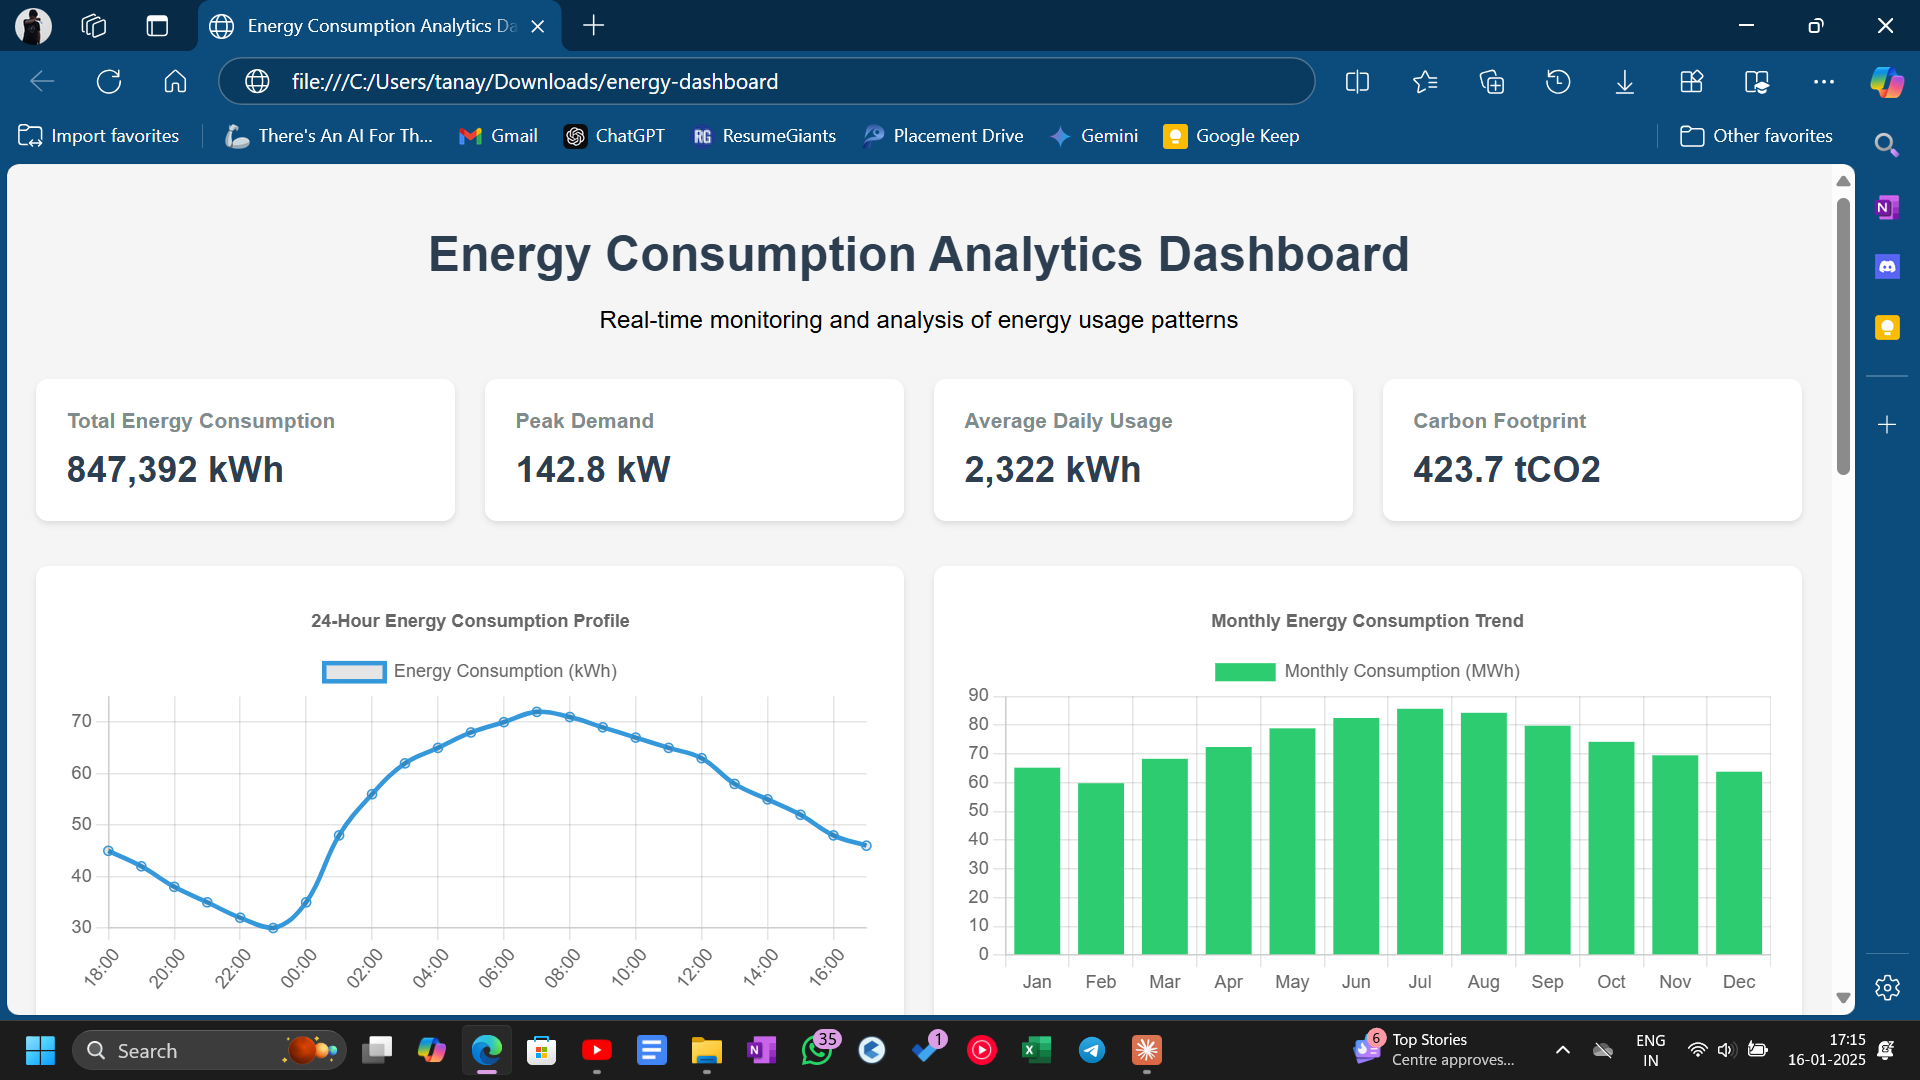 Energy Consumption Analytics Da
file:///C:/Users/tanay/Downloads/energy-dashboard
Import favorites
There's An AI For Th...
Gmail
ChatGPT
RG
ResumeGiants
Placement Drive
Gemini
Google Keep
Other favorites
Energy Consumption Analytics Dashboard
Real-time monitoring and analysis of energy usage patterns
Total Energy Consumption
847,392 kWh
Peak Demand
142.8 kW
Average Daily Usage
2,322 kWh
Carbon Footprint
423.7 tCO2
24-Hour Energy Consumption Profile
Energy Consumption (kWh)
70
60
50
40
30
18:00
20:00
22:00
00:00
02:00
04:00
06:00
08:00
10:00
12:00
14:00
16:00
Monthly Energy Consumption Trend
Monthly Consumption (MWh)
90
80
70
60
50
40
30
20
10
0
Jan
Feb
Mar
Apr
May
Jun
Jul
Aug
Sep
Oct
Nov
Dec
Search
35
1
6
Top Stories
Centre approves...
ENG
IN
17:15
16-01-2025